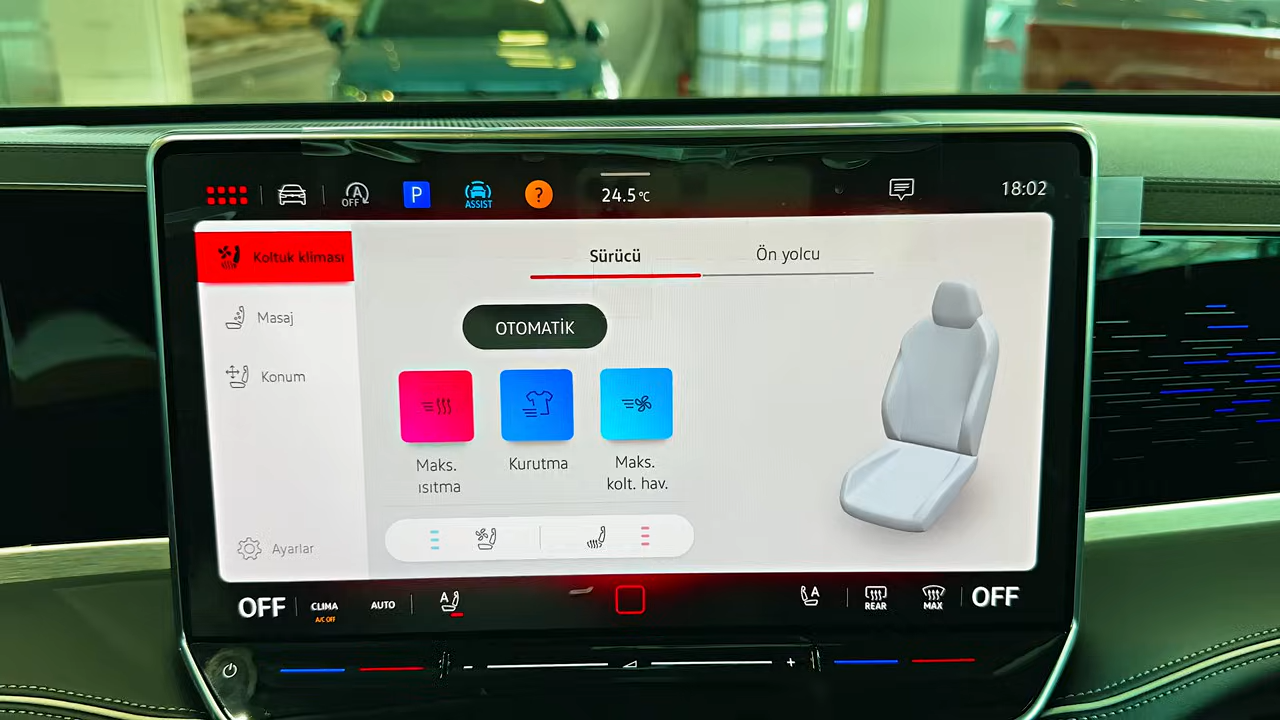 OFF
P
ASSIST
?
24.5°C
18:02
Koltuk kliması
Sürücü
Ön yolcu
Masaj
OTOMATİK
Konum
Maks.
ısıtma
Kurutma
Maks.
kolt. hav.
Ayarlar
OFF
CLIMA
A/C OFF
AUTO
A
A
REAR
MAX
OFF
- +